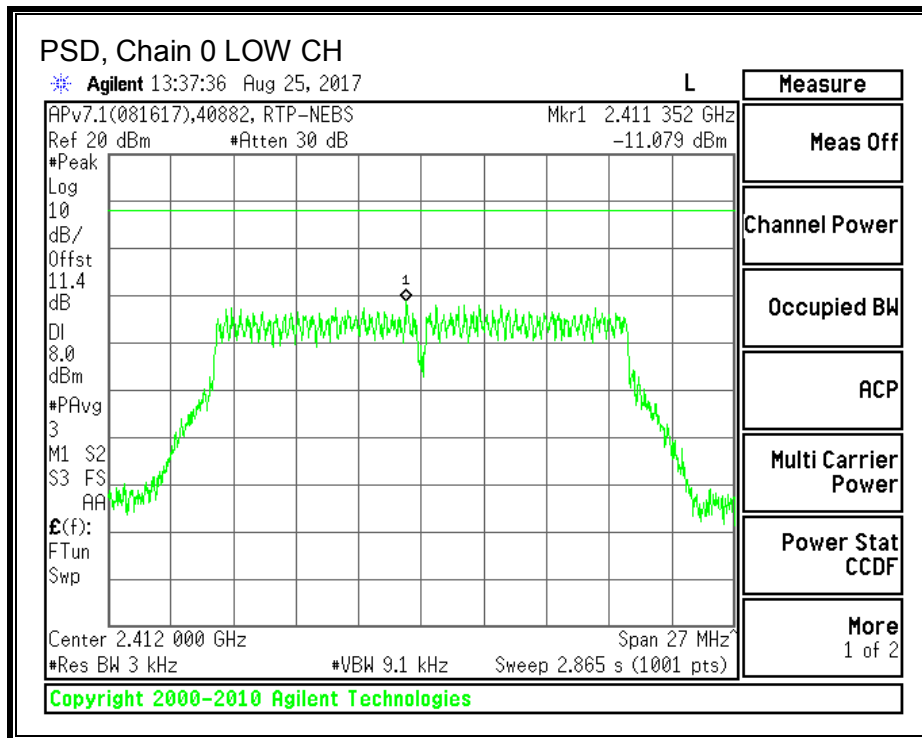 PSD, Chain 0 LOW CH
Agilent 13:37:36 Aug 25, 2017 L
APv7.1(081617),40882, RTP-NEBS Mkr1 2.411 352 GHz
Ref 20 dBm #Atten 30 dB -11.079 dBm
#Peak
Log
10
dB/
Offst
11.4
dB
DI
8.0
dBm
#PAvg
3
M1 S2
S3 FS
AA
£(f):
FTun
Swp
1
Center 2.412 000 GHz Span 27 MHz^
#Res BW 3 kHz #VBW 9.1 kHz Sweep 2.865 s (1001 pts)
Copyright 2000-2010 Agilent Technologies
Measure
Meas Off
Channel Power
Occupied BW
ACP
Multi Carrier
Power
Power Stat
CCDF
More
1 of 2